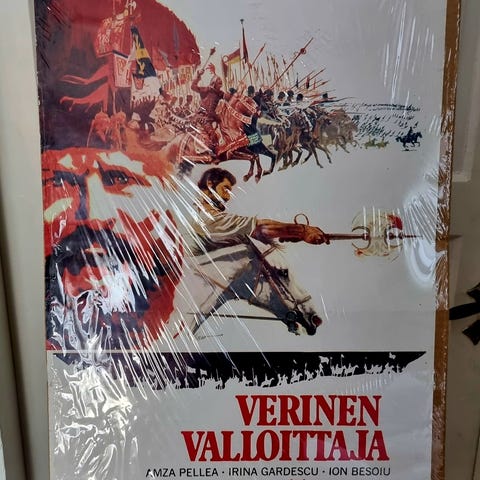 VERINEN
VALLOITTAJA
AMZA PELLEA · IRINA GARDESCU · ION BESOIU